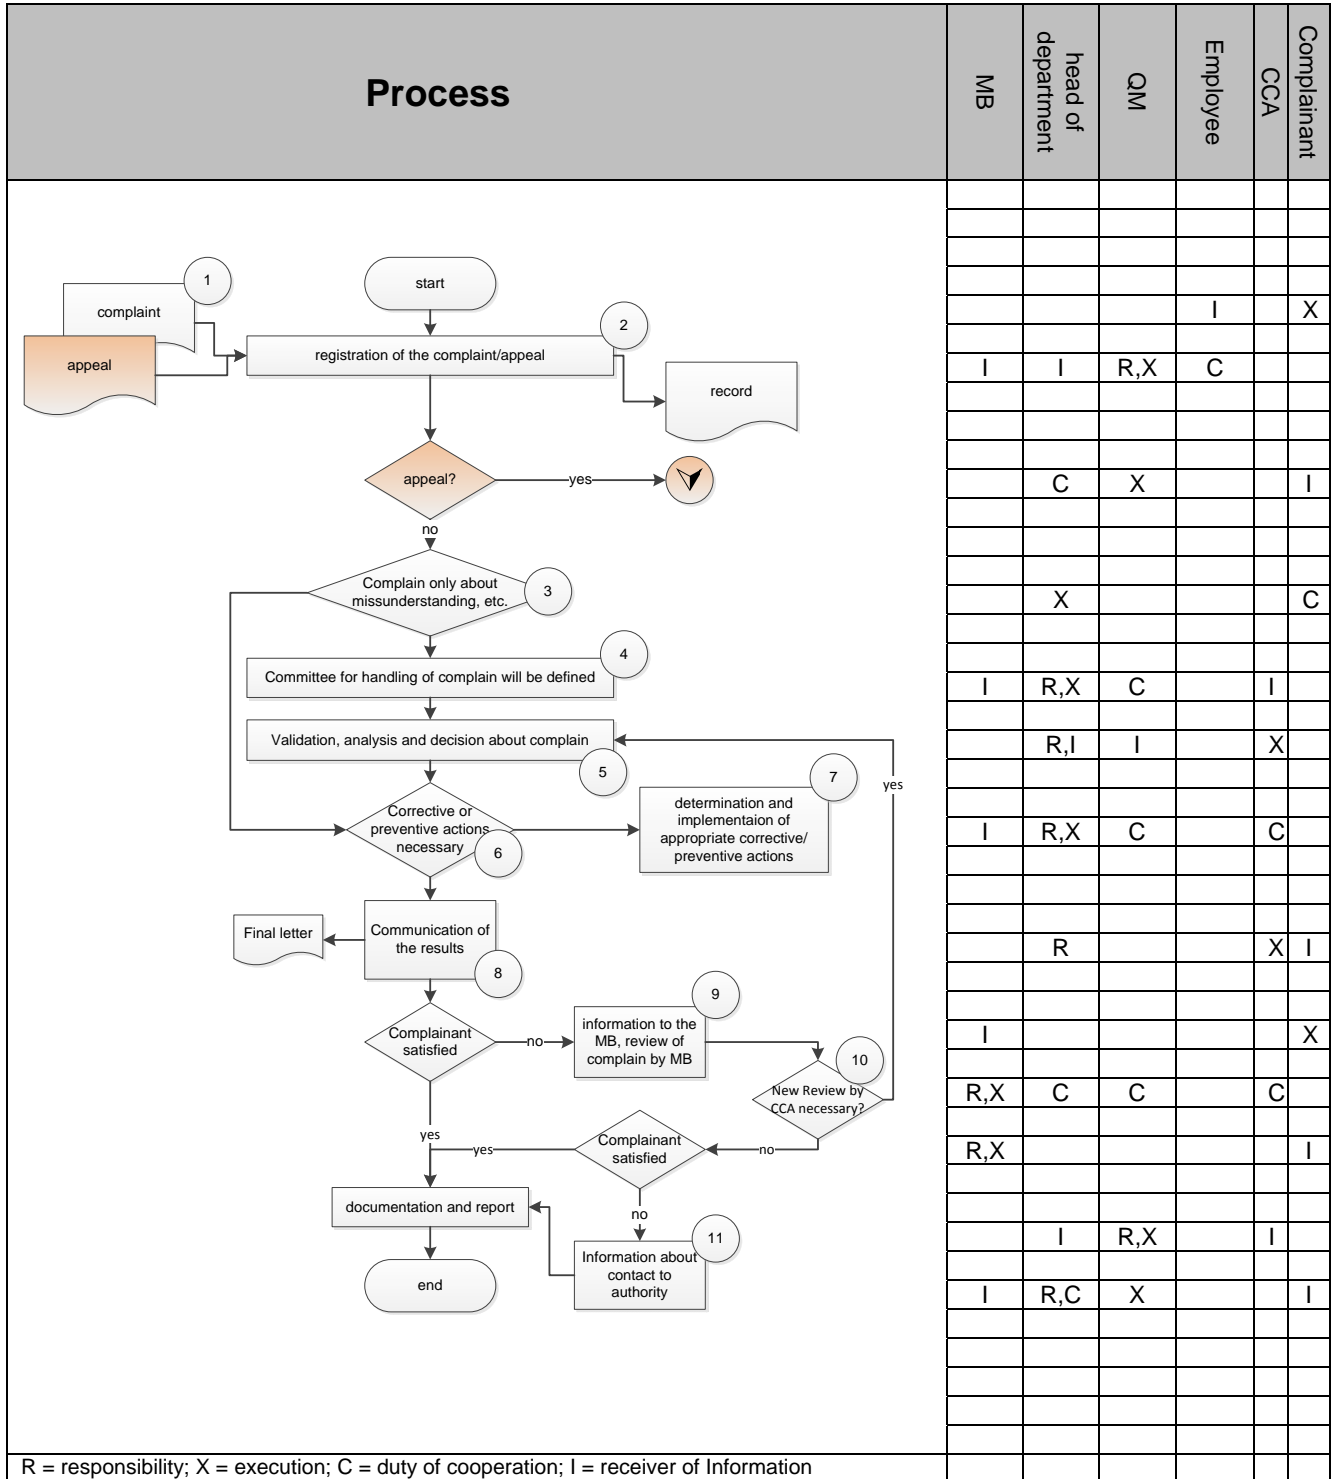 Process
MB
head of
department
QM
Employee
CCA
Complainant
1
complaint
appeal
start
2
registration of the complaint/appeal
record
I X
I I R,X C
appeal?
yes
C X I
no
Complain only about
missunderstanding, etc.
3
X C
4
Committee for handling of complain will be defined
I R,X C I
Validation, analysis and decision about complain
5
R,I I X
yes
7
determination and
implementaion of
appropriate corrective/
preventive actions
Corrective or
preventive actions
necessary
6
I R,X C C
Final letter
Communication of
the results
8
R X I
Complainant
satisfied
no
9
information to the
MB, review of
complain by MB
I X
10
New Review by
CCA necessary?
R,X C C C
yes
yes
Complainant
satisfied
no
R,X I
documentation and report
no
11
Information about
contact to
authority
I R,X I
end
I R,C X I
R = responsibility; X = execution; C = duty of cooperation; I = receiver of Information